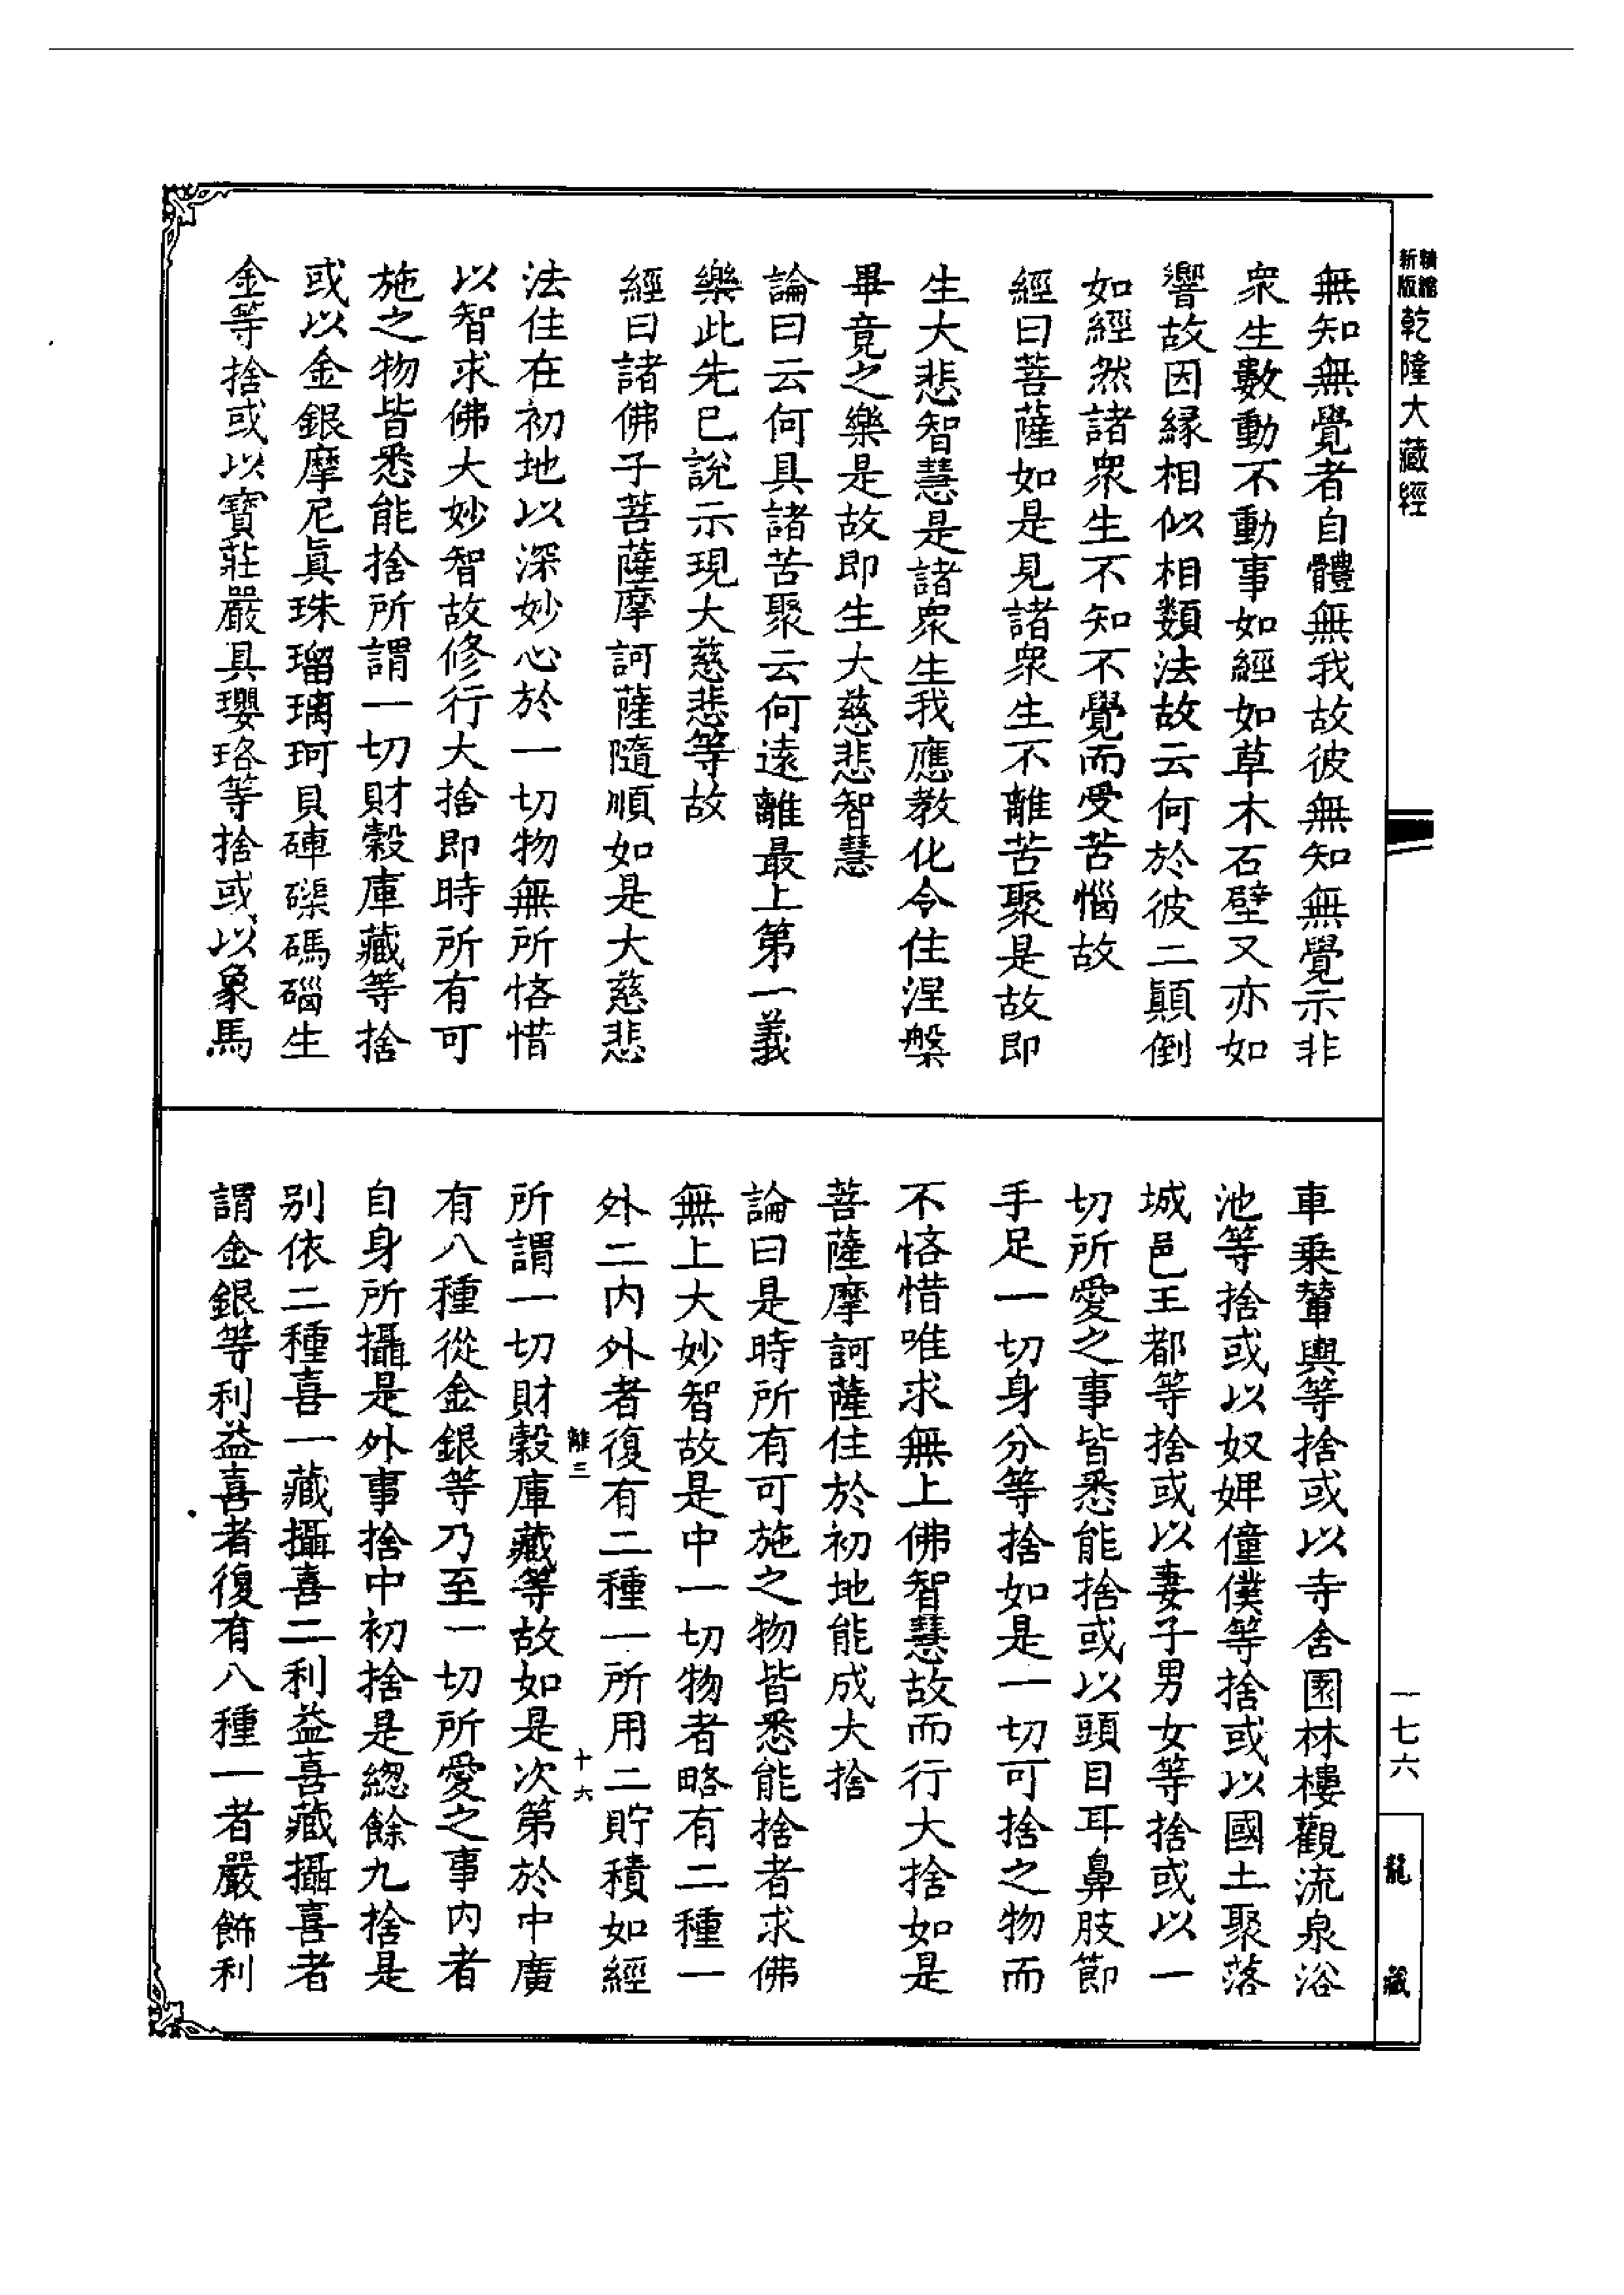 精縮
新版
乾隆大藏經
無知無覺者自體無我故彼無知無覺示非
衆生數動不動事如經如草木石壁又亦如
響故因緣相似相類法故云何於彼二顛倒
如經然諸衆生不知不覺而受苦惱故
經曰菩薩如是見諸衆生不離苦聚是故即
生大悲智慧是諸衆生我應教化令住涅槃
畢竟之樂是故即生大慈悲智慧
論曰云何具諸苦聚云何遠離最上第一義
樂此先巳說示現大慈悲等故
經曰諸佛子菩薩摩訶薩隨順如是大慈悲
法住在初地以深妙心於一切物無所悋惜
以智求佛大妙智故修行大捨即時所有可
施之物皆悉能捨所謂一切財穀庫藏等捨
或以金銀摩尼眞珠瑠璃珂貝硨磲碼碯生
金等捨或以寶莊嚴具瓔珞等捨或以象馬
車乘輦輿等捨或以寺舍園林樓觀流泉浴
池等捨或以奴婢僮僕等捨或以國土聚落
城邑王都等捨或以妻子男女等捨或以一
切所愛之事皆悉能捨或以頭目耳鼻肢節
手足一切身分等捨如是一切可捨之物而
不悋惜唯求無上佛智慧故而行大捨如是
菩薩摩訶薩住於初地能成大捨
論曰是時所有可施之物皆悉能捨者求佛
無上大妙智故是中一切物者略有二種一
外二內外者復有二種一所用二貯積如經
離三
十六
所謂一切財穀庫藏等故如是次第於中廣
有八種從金銀等乃至一切所愛之事內者
自身所攝是外事捨中初捨是總餘九捨是
别依二種喜一藏攝喜二利益喜藏攝喜者
謂金銀等利益喜者復有八種一者嚴飾利
一七六
龍藏